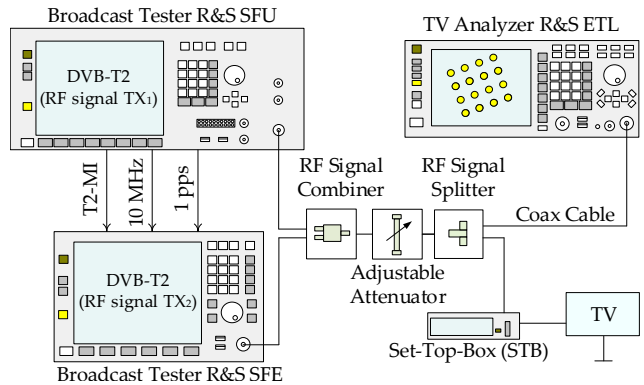 Broadcast Tester R&S SFU
TV Analyzer R&S ETL
DVB-T2
(RF signal TX1)
T2-MI
10 MHz
1 pps
RF Signal
Combiner
RF Signal
Splitter
Coax Cable
Adjustable
Attenuator
DVB-T2
(RF signal TX2)
TV
Set-Top-Box (STB)
Broadcast Tester R&S SFE